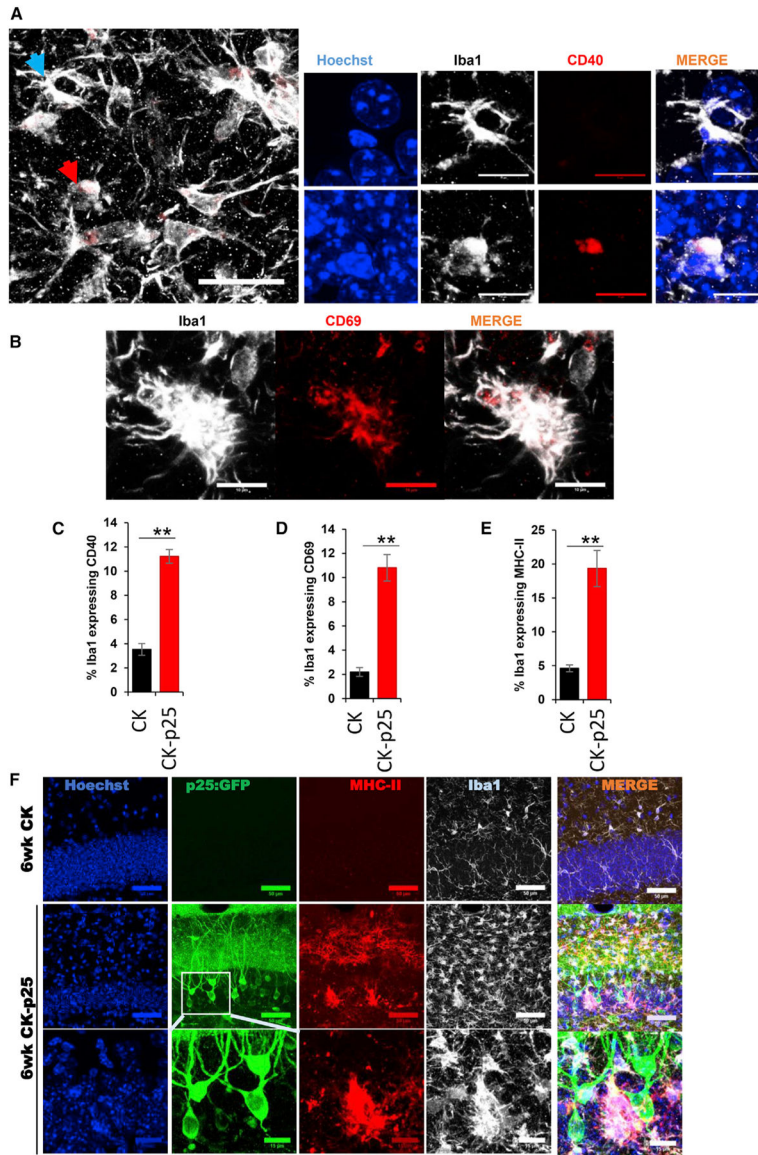 A
Hoechst Iba1 CD40 MERGE
B
Iba1 CD69 MERGE
10 µm 10 µm
C
% Iba1 expressing CD40
14
12
10
8
6
4
2
0
**
CK CK-p25
D
% Iba1 expressing CD69
14
12
10
8
6
4
2
0
**
CK CK-p25
E
% Iba1 expressing MHC-II
25
20
15
10
5
0
**
CK CK-p25
F
Hoechst p25:GFP MHC-II Iba1 MERGE
6wk CK
50 µm 50 µm
6wk CK-p25